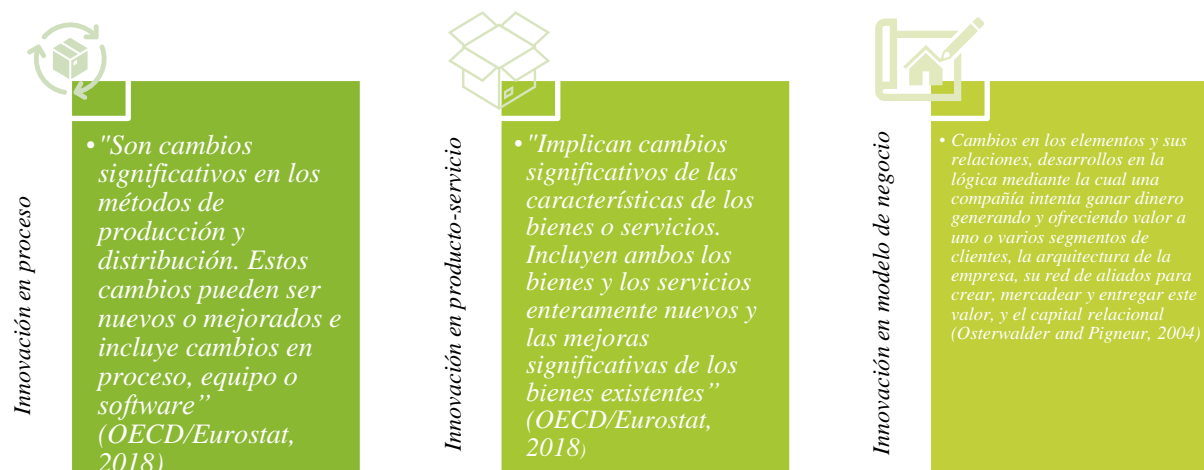 Innovación en proceso
• "Son cambios
significativos en los
métodos de
producción y
distribución. Estos
cambios pueden ser
nuevos o mejorados e
incluye cambios en
proceso, equipo o
software”
(OECD/Eurostat,
2018)
Innovación en producto-servicio
• "Implican cambios
significativos de las
características de los
bienes o servicios.
Incluyen ambos los
bienes y los servicios
enteramente nuevos y
las mejoras
significativas de los
bienes existentes”
(OECD/Eurostat,
2018)
Innovación en modelo de negocio
• Cambios en los elementos y sus
relaciones, desarrollos en la
lógica mediante la cual una
compañía intenta ganar dinero
generando y ofreciendo valor a
uno o varios segmentos de
clientes, la arquitectura de la
empresa, su red de aliados para
crear, mercadear y entregar este
valor, y el capital relacional
(Osterwalder and Pigneur, 2004)